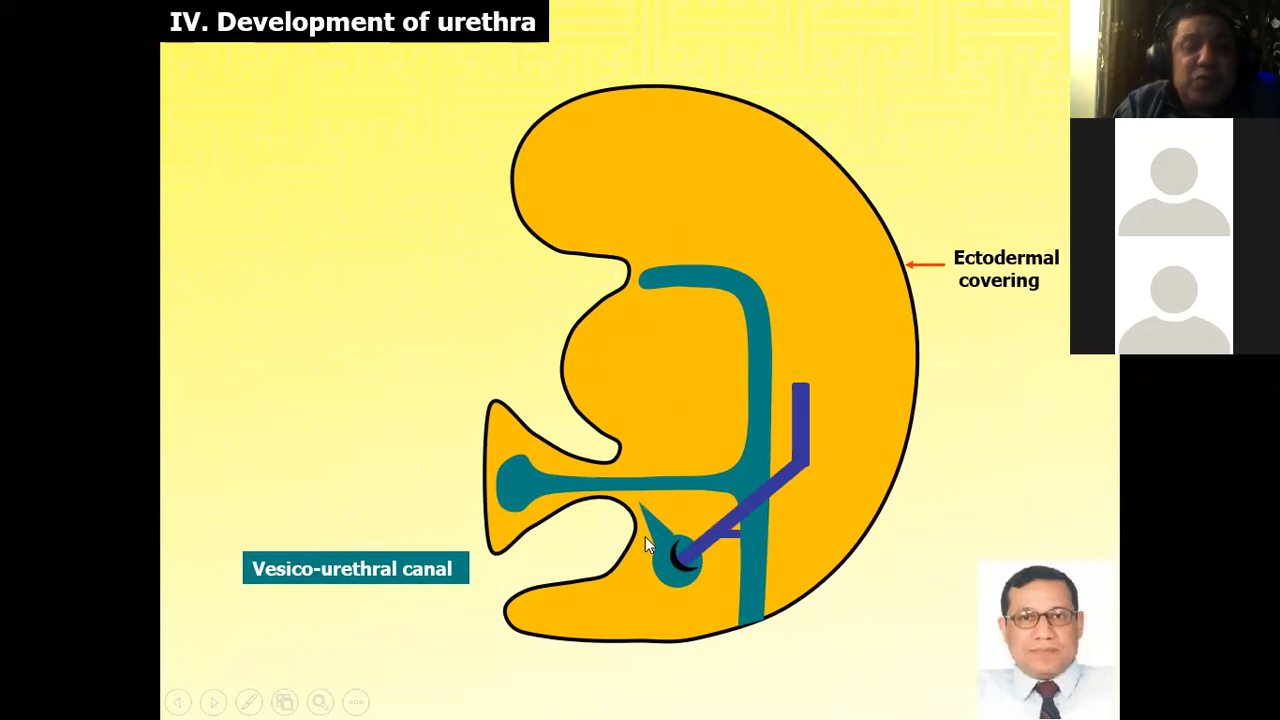 IV. Development of urethra
Ectodermal
covering
Vesico-urethral canal